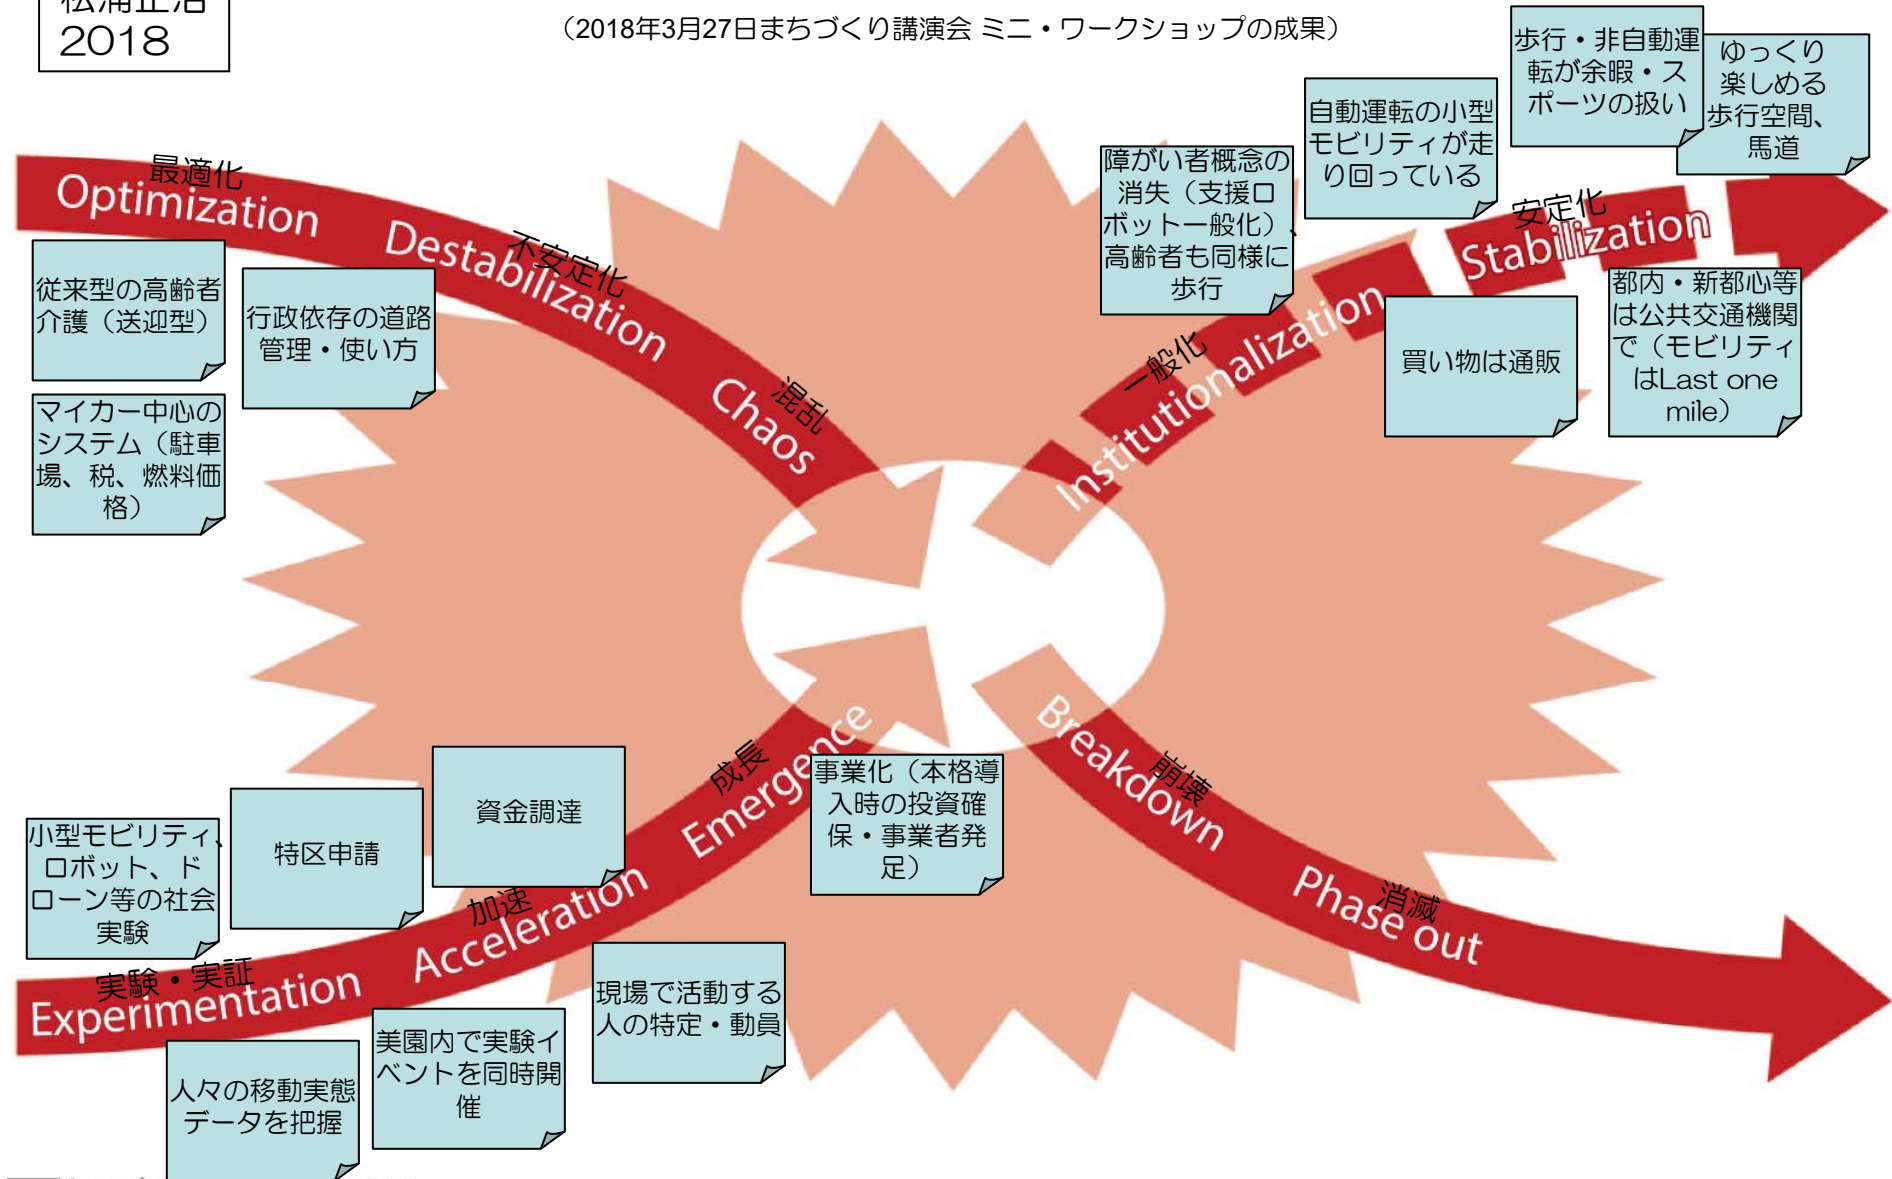 松浦正浩
2018
（2018年3月27日まちづくり講演会 ミニ・ワークショップの成果）
歩行・非自動運
転が余暇・ス
ポーツの扱い
ゆっくり
楽しめる
歩行空間、
馬道
自動運転の小型
モビリティが走
り回っている
障がい者概念の
消失（支援ロ
ボット一般化）、
高齢者も同様に
歩行
最適化
Optimization
不安定化
Destabilization
混乱
Chaos
一般化
Institutionalization
安定化
Stabilization
従来型の高齢者
介護（送迎型）
行政依存の道路
管理・使い方
マイカー中心の
システム（駐車
場、税、燃料価
格）
買い物は通販
都内・新都心等
は公共交通機関
で（モビリティ
はLast one
mile）
小型モビリティ、
ロボット、ド
ローン等の社会
実験
特区申請
資金調達
事業化（本格導
入時の投資確
保・事業者発
足）
実験・実証
Experimentation
加速
Acceleration
成長
Emergence
崩壊
Breakdown
消滅
Phase out
人々の移動実態
データを把握
美園内で実験イ
ベントを同時開
催
現場で活動する
人の特定・動員